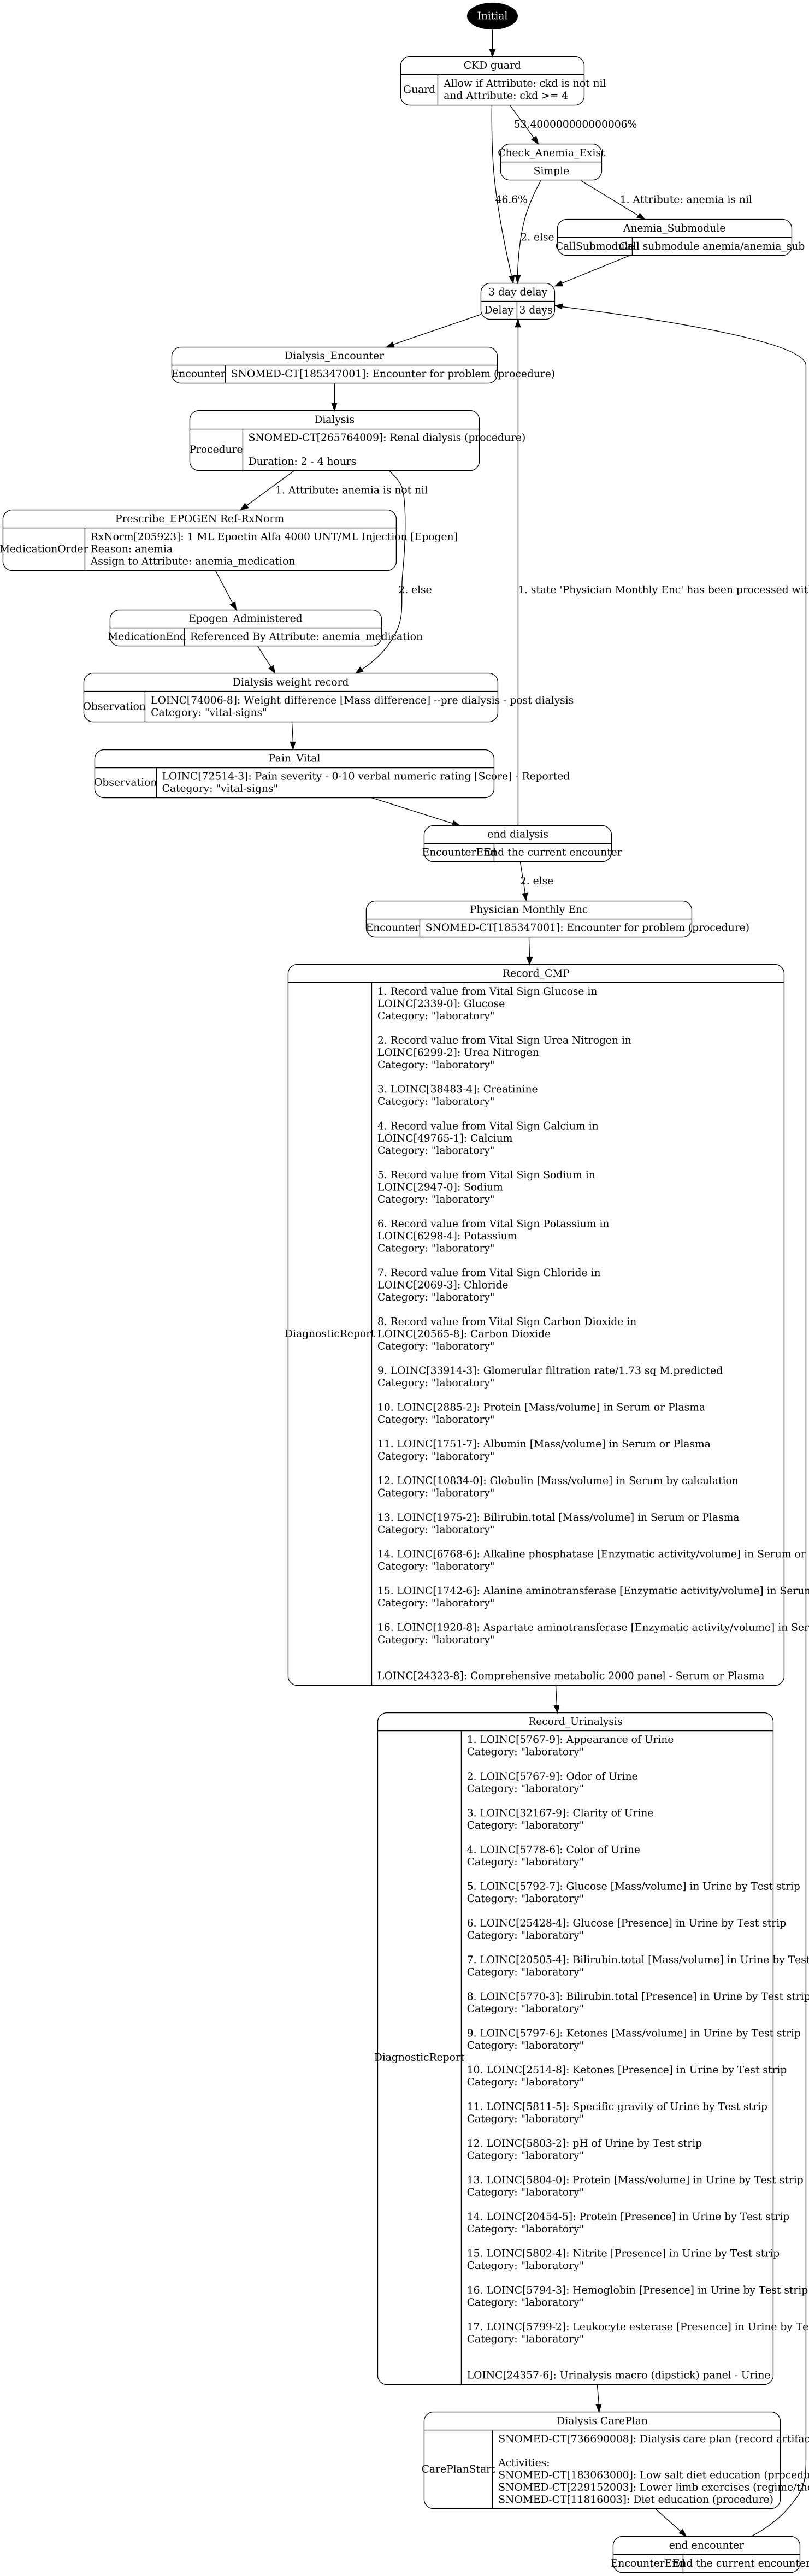 Initial
CKD guard
Guard
Allow if Attribute: ckd is not nil
and Attribute: ckd >= 4
53.400000000000006%
Check_Anemia_Exist
Simple
46.6%
1. Attribute: anemia is nil
Anemia_Submodule
2. else
CallSubmodule
Call submodule anemia/anemia_sub
3 day delay
Delay
3 days
Dialysis_Encounter
Encounter
SNOMED-CT[185347001]: Encounter for problem (procedure)
Dialysis
Procedure
SNOMED-CT[265764009]: Renal dialysis (procedure)
Duration: 2 - 4 hours
1. Attribute: anemia is not nil
Prescribe_EPOGEN Ref-RxNorm
MedicationOrder
RxNorm[205923]: 1 ML Epoetin Alfa 4000 UNT/ML Injection [Epogen]
Reason: anemia
Assign to Attribute: anemia_medication
2. else
1. state 'Physician Monthly Enc' has been processed wit
Epogen_Administered
MedicationEnd
Referenced By Attribute: anemia_medication
Dialysis weight record
Observation
LOINC[74006-8]: Weight difference [Mass difference] --pre dialysis - post dialysis
Category: "vital-signs"
Pain_Vital
Observation
LOINC[72514-3]: Pain severity - 0-10 verbal numeric rating [Score] - Reported
Category: "vital-signs"
end dialysis
EncounterEnd
End the current encounter
2. else
Physician Monthly Enc
Encounter
SNOMED-CT[185347001]: Encounter for problem (procedure)
Record_CMP
DiagnosticReport
1. Record value from Vital Sign Glucose in
LOINC[2339-0]: Glucose
Category: "laboratory"
2. Record value from Vital Sign Urea Nitrogen in
LOINC[6299-2]: Urea Nitrogen
Category: "laboratory"
3. LOINC[38483-4]: Creatinine
Category: "laboratory"
4. Record value from Vital Sign Calcium in
LOINC[49765-1]: Calcium
Category: "laboratory"
5. Record value from Vital Sign Sodium in
LOINC[2947-0]: Sodium
Category: "laboratory"
6. Record value from Vital Sign Potassium in
LOINC[6298-4]: Potassium
Category: "laboratory"
7. Record value from Vital Sign Chloride in
LOINC[2069-3]: Chloride
Category: "laboratory"
8. Record value from Vital Sign Carbon Dioxide in
LOINC[20565-8]: Carbon Dioxide
Category: "laboratory"
9. LOINC[33914-3]: Glomerular filtration rate/1.73 sq M.predicted
Category: "laboratory"
10. LOINC[2885-2]: Protein [Mass/volume] in Serum or Plasma
Category: "laboratory"
11. LOINC[1751-7]: Albumin [Mass/volume] in Serum or Plasma
Category: "laboratory"
12. LOINC[10834-0]: Globulin [Mass/volume] in Serum by calculation
Category: "laboratory"
13. LOINC[1975-2]: Bilirubin.total [Mass/volume] in Serum or Plasma
Category: "laboratory"
14. LOINC[6768-6]: Alkaline phosphatase [Enzymatic activity/volume] in Serum or
Category: "laboratory"
15. LOINC[1742-6]: Alanine aminotransferase [Enzymatic activity/volume] in Serum
Category: "laboratory"
16. LOINC[1920-8]: Aspartate aminotransferase [Enzymatic activity/volume] in Ser
Category: "laboratory"
LOINC[24323-8]: Comprehensive metabolic 2000 panel - Serum or Plasma
Record_Urinalysis
DiagnosticReport
1. LOINC[5767-9]: Appearance of Urine
Category: "laboratory"
2. LOINC[5767-9]: Odor of Urine
Category: "laboratory"
3. LOINC[32167-9]: Clarity of Urine
Category: "laboratory"
4. LOINC[5778-6]: Color of Urine
Category: "laboratory"
5. LOINC[5792-7]: Glucose [Mass/volume] in Urine by Test strip
Category: "laboratory"
6. LOINC[25428-4]: Glucose [Presence] in Urine by Test strip
Category: "laboratory"
7. LOINC[20505-4]: Bilirubin.total [Mass/volume] in Urine by Test
Category: "laboratory"
8. LOINC[5770-3]: Bilirubin.total [Presence] in Urine by Test strip
Category: "laboratory"
9. LOINC[5797-6]: Ketones [Mass/volume] in Urine by Test strip
Category: "laboratory"
10. LOINC[2514-8]: Ketones [Presence] in Urine by Test strip
Category: "laboratory"
11. LOINC[5811-5]: Specific gravity of Urine by Test strip
Category: "laboratory"
12. LOINC[5803-2]: pH of Urine by Test strip
Category: "laboratory"
13. LOINC[5804-0]: Protein [Mass/volume] in Urine by Test strip
Category: "laboratory"
14. LOINC[20454-5]: Protein [Presence] in Urine by Test strip
Category: "laboratory"
15. LOINC[5802-4]: Nitrite [Presence] in Urine by Test strip
Category: "laboratory"
16. LOINC[5794-3]: Hemoglobin [Presence] in Urine by Test strip
Category: "laboratory"
17. LOINC[5799-2]: Leukocyte esterase [Presence] in Urine by Te
Category: "laboratory"
LOINC[24357-6]: Urinalysis macro (dipstick) panel - Urine
Dialysis CarePlan
CarePlanStart
SNOMED-CT[736690008]: Dialysis care plan (record artifac
Activities:
SNOMED-CT[183063000]: Low salt diet education (procedu
SNOMED-CT[229152003]: Lower limb exercises (regime/the
SNOMED-CT[11816003]: Diet education (procedure)
end encounter
EncounterEnd
End the current encounter